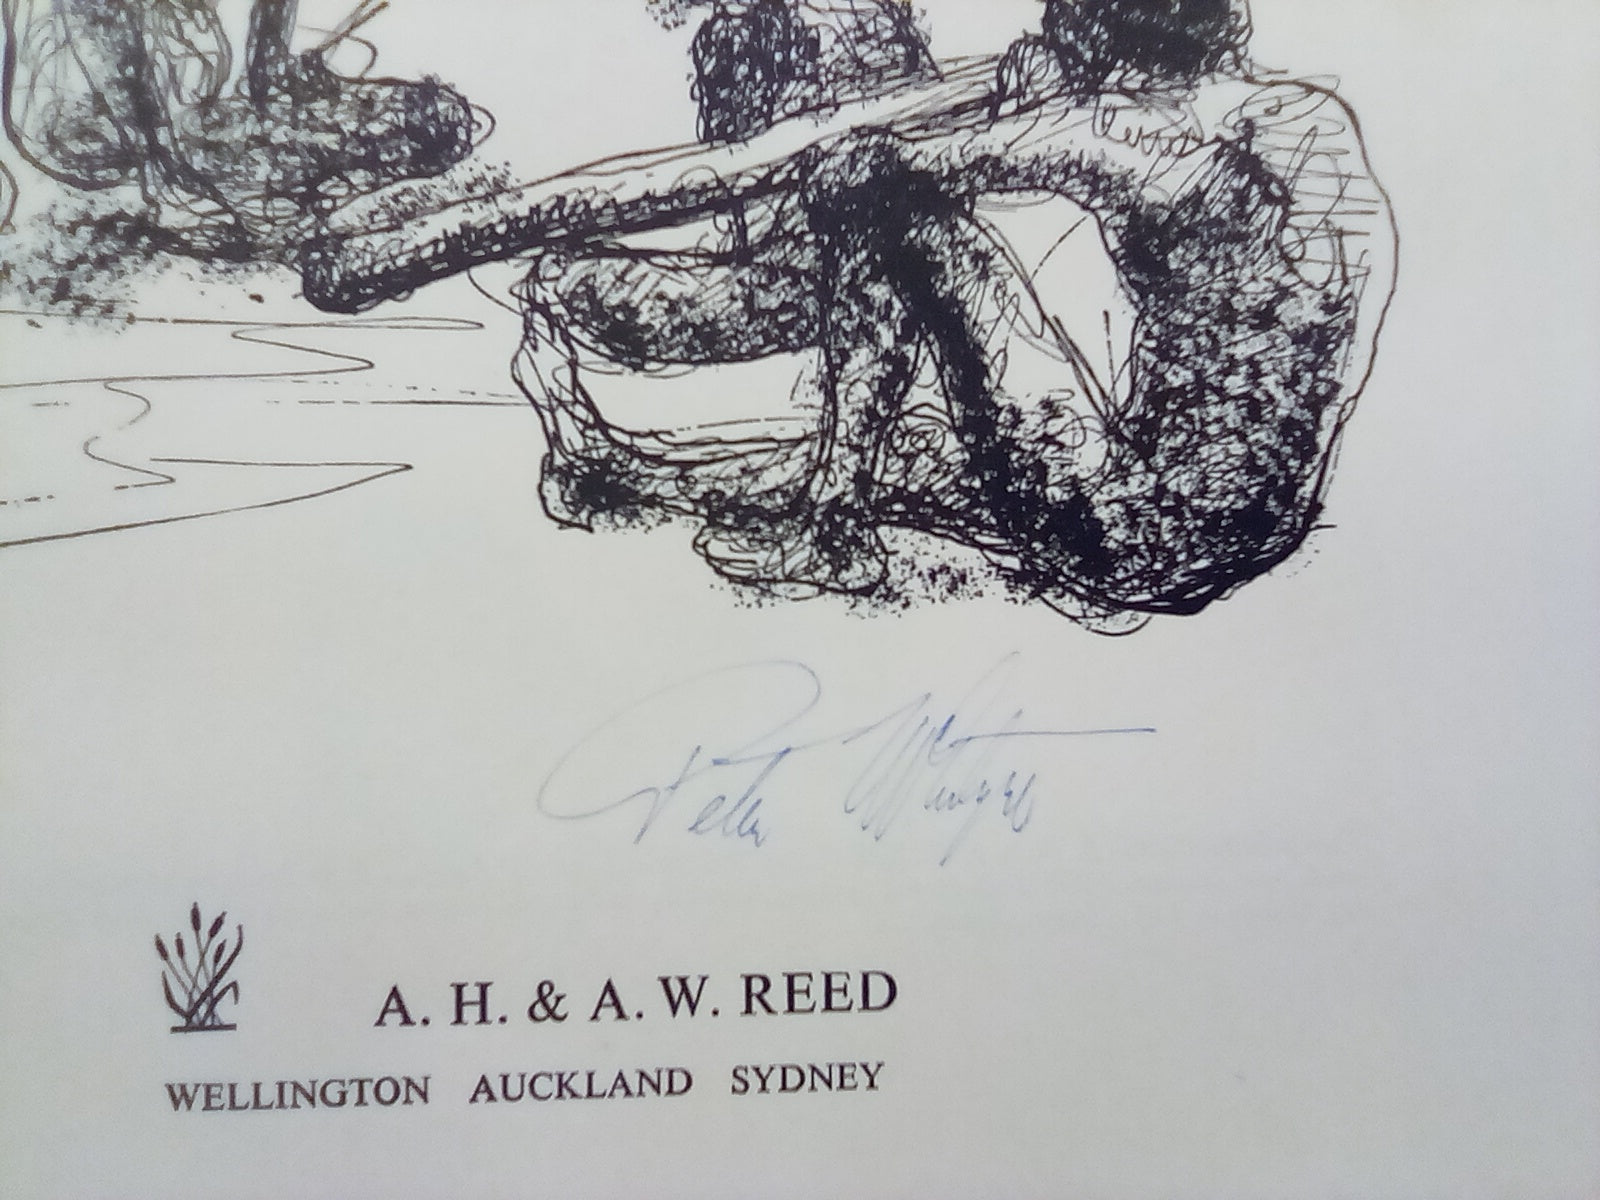 Peter
A. H. & A. W. REED
WELLINGTON AUCKLAND SYDNEY